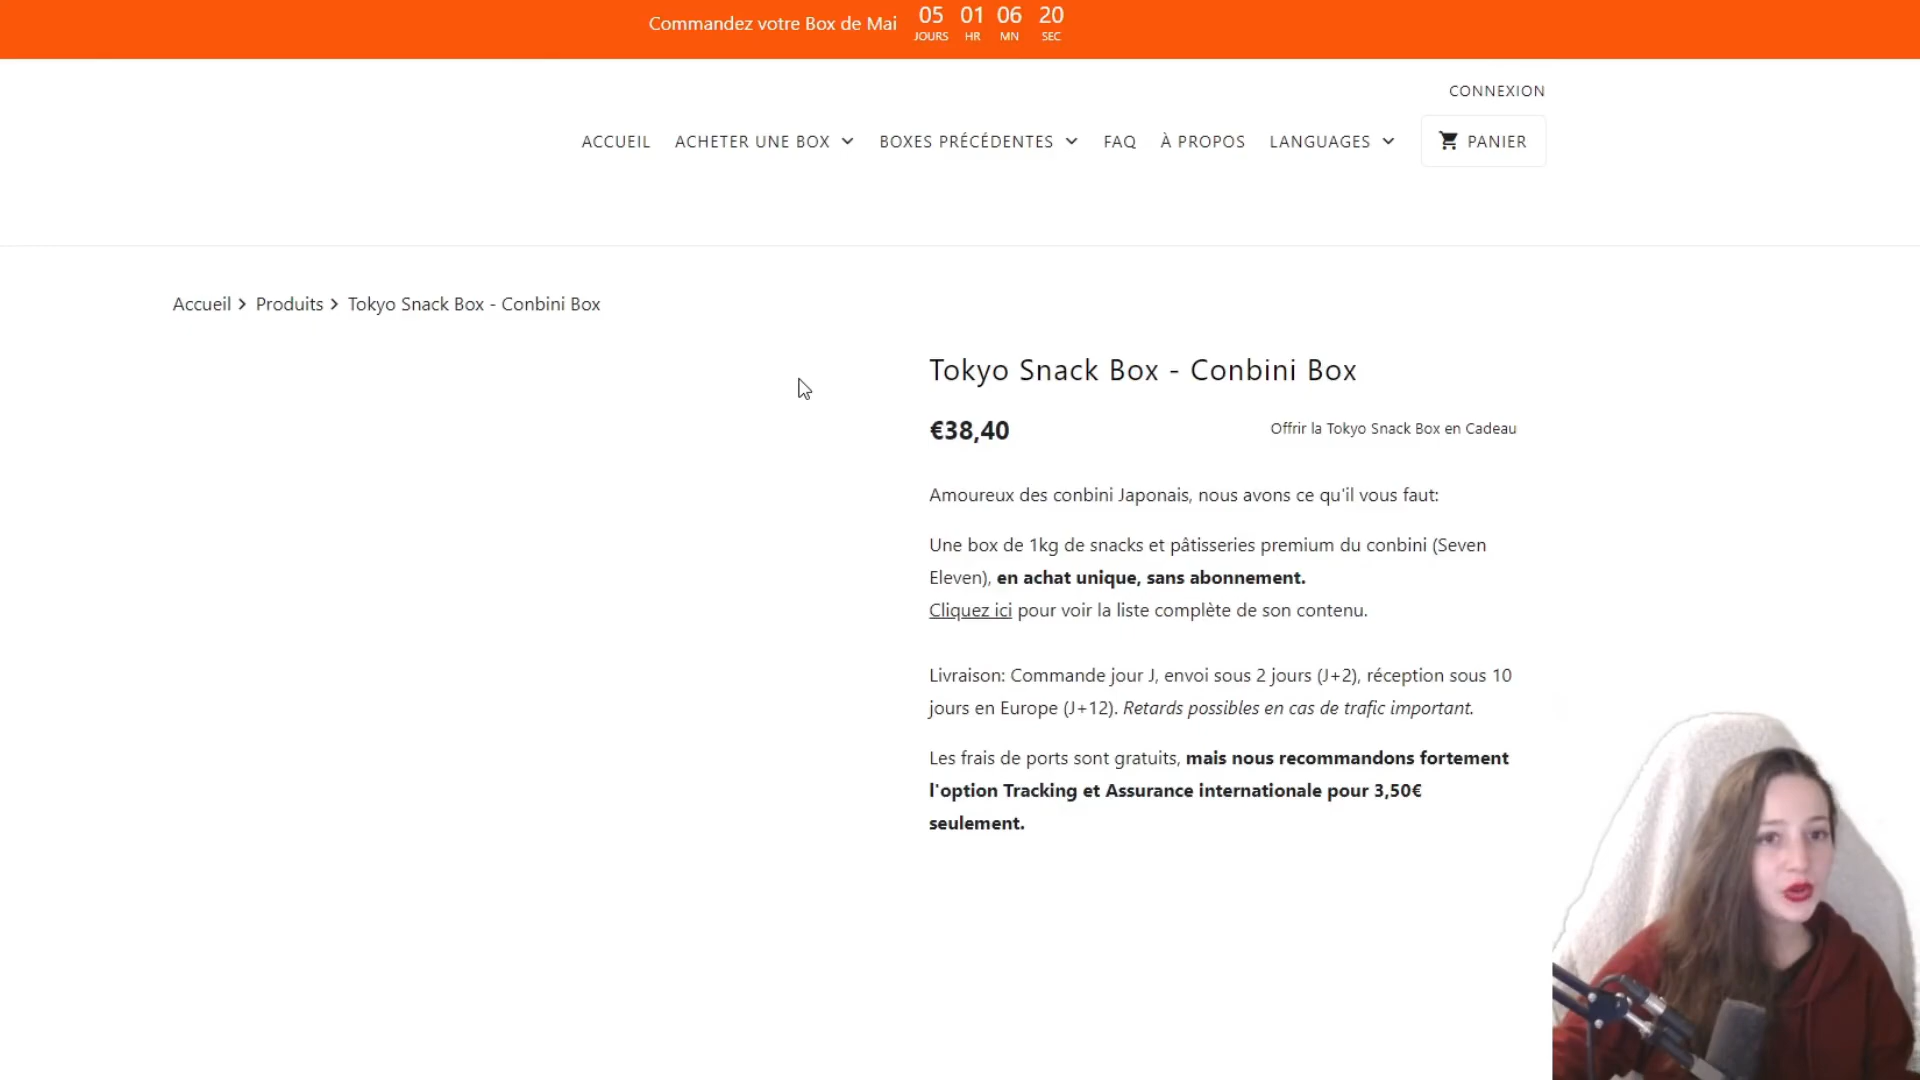 Commandez votre Box de Mai
05 01 06 20
JOURS HR MN SEC
CONNEXION
ACCUEIL ACHETER UNE BOX BOXES PRÉCÉDENTES FAQ À PROPOS LANGUAGES PANIER
Accueil > Produits > Tokyo Snack Box - Conbini Box
Tokyo Snack Box - Conbini Box
€38,40
Offrir la Tokyo Snack Box en Cadeau
Amoureux des conbini Japonais, nous avons ce qu'il vous faut:
Une box de 1kg de snacks et pâtisseries premium du conbini (Seven
Eleven), en achat unique, sans abonnement.
Cliquez ici pour voir la liste complète de son contenu.
Livraison: Commande jour J, envoi sous 2 jours (J+2), réception sous 10
jours en Europe (J+12). Retards possibles en cas de trafic important.
Les frais de ports sont gratuits, mais nous recommandons fortement
l'option Tracking et Assurance internationale pour 3,50€
seulement.